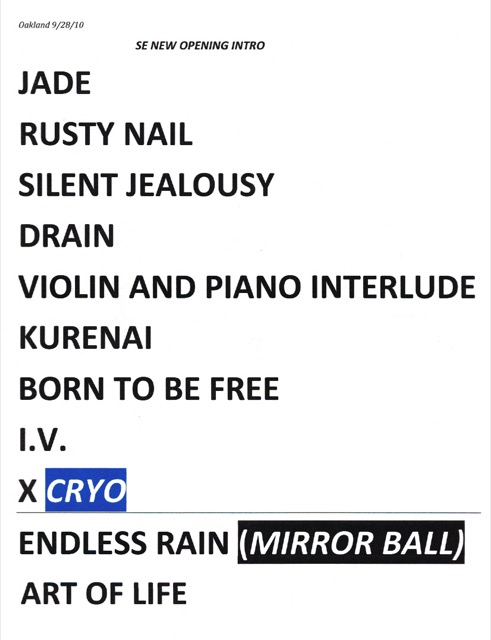 Oakland 9/28/10
SE NEW OPENING INTRO
JADE
RUSTY NAIL
SILENT JEALOUSY
DRAIN
VIOLIN AND PIANO INTERLUDE
KURENAI
BORN TO BE FREE
I.V.
X CRYO
ENDLESS RAIN (MIRROR BALL)
ART OF LIFE